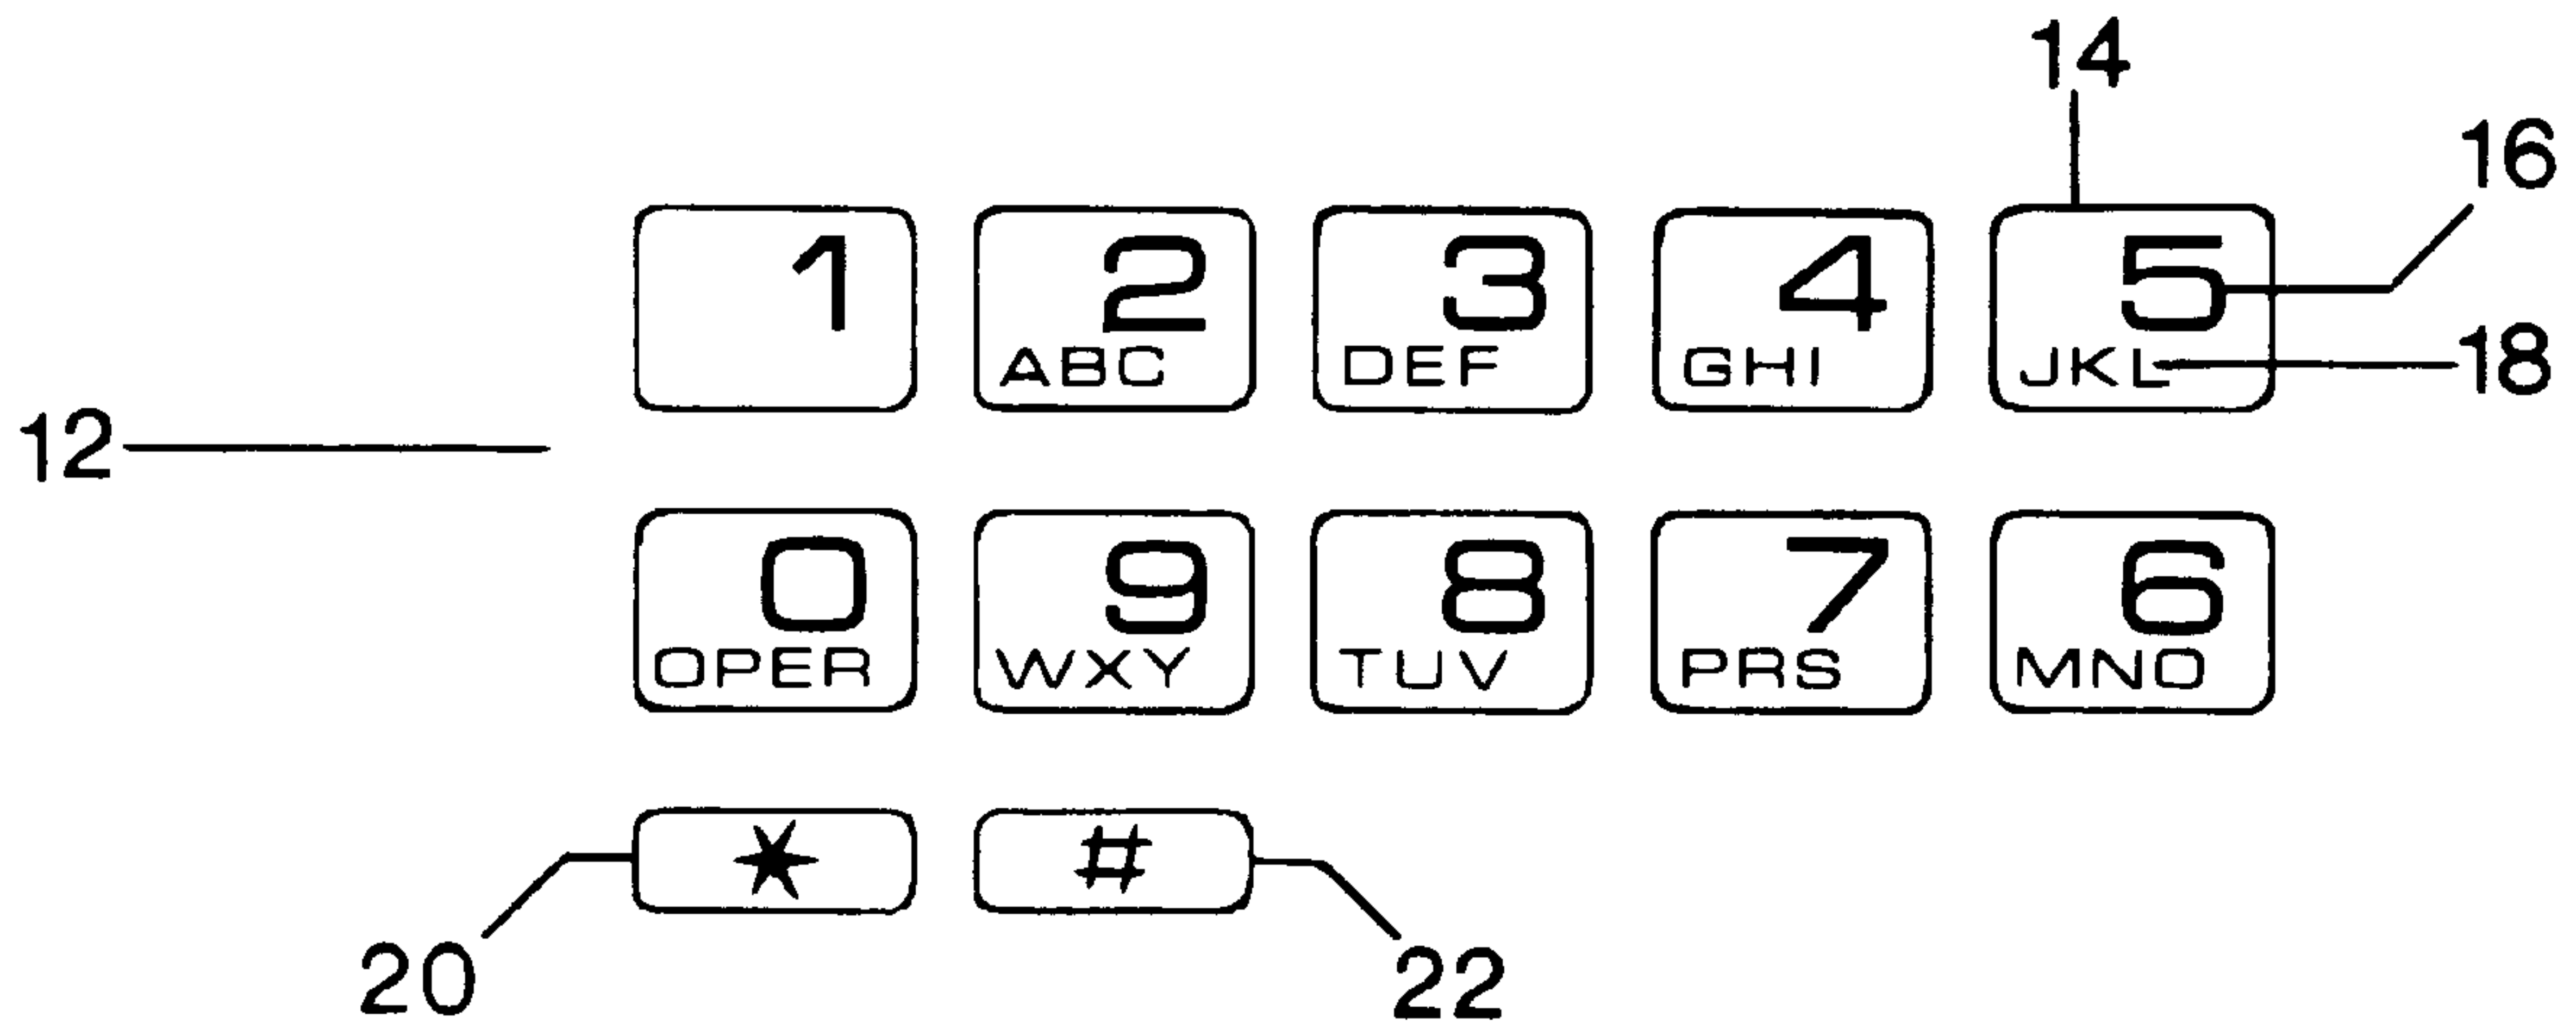 14
16
1 2 3 4 5
ABC DEF GHI JKL
18
12
0 9 8 7 6
OPER WXY TUV PRS MNO
* #
20 22